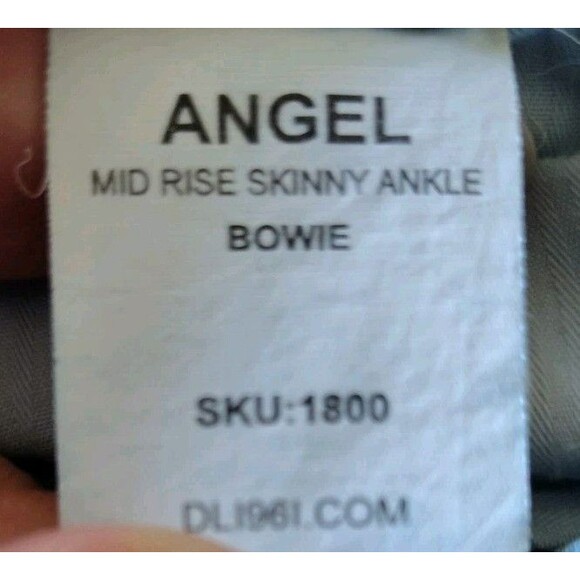 ANGEL
MID RISE SKINNY ANKLE
BOWIE
SKU:1800
DL1961.COM